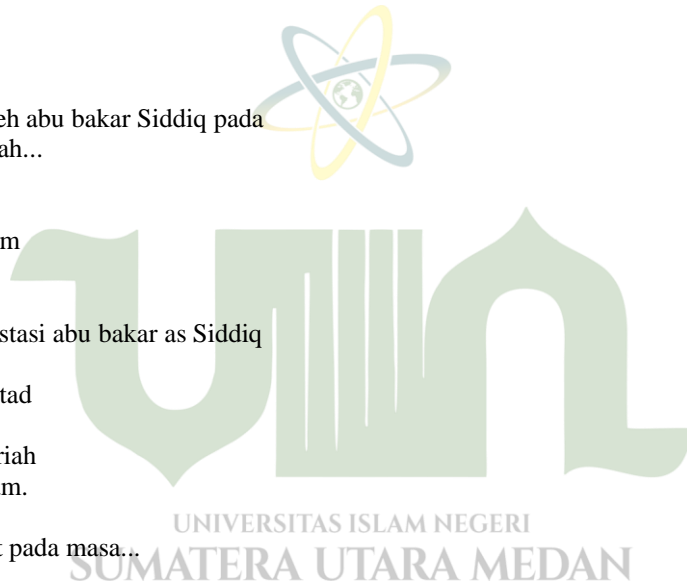 eh abu bakar Siddiq pada
ah...
m
stasi abu bakar as Siddiq
tad
riah
am.
t pada masa...
UNIVERSITAS ISLAM NEGERI
SUMATERA UTARA MEDAN